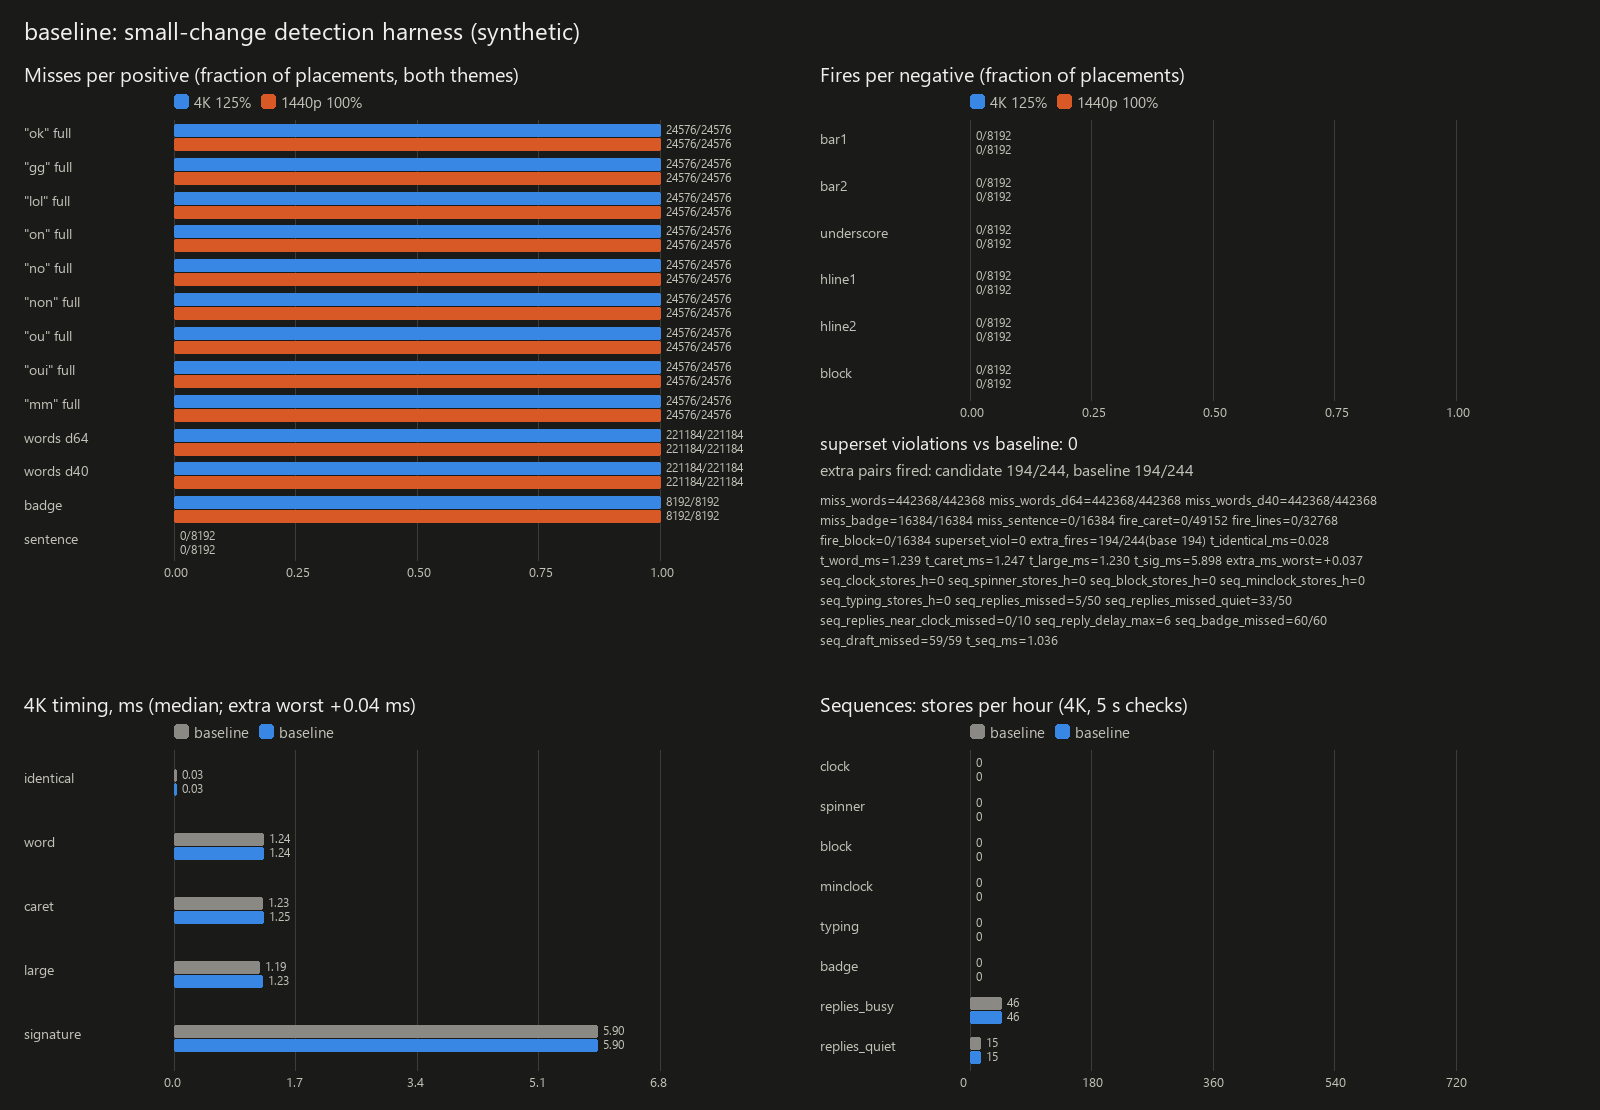 baseline: small-change detection harness (synthetic)
Misses per positive (fraction of placements, both themes)
4K 125% 1440p 100%
"ok" full 24576/24576
24576/24576
"gg" full 24576/24576
24576/24576
"lol" full 24576/24576
24576/24576
"on" full 24576/24576
24576/24576
"no" full 24576/24576
24576/24576
"non" full 24576/24576
24576/24576
"ou" full 24576/24576
24576/24576
"oui" full 24576/24576
24576/24576
"mm" full 24576/24576
24576/24576
words d64 221184/221184
221184/221184
words d40 221184/221184
221184/221184
badge 8192/8192
8192/8192
sentence 0/8192
0/8192
0.00 0.25 0.50 0.75 1.00
Fires per negative (fraction of placements)
4K 125% 1440p 100%
bar1 0/8192
0/8192
bar2 0/8192
0/8192
underscore 0/8192
0/8192
hline1 0/8192
0/8192
hline2 0/8192
0/8192
block 0/8192
0/8192
0.00 0.25 0.50 0.75 1.00
superset violations vs baseline: 0
extra pairs fired: candidate 194/244, baseline 194/244
miss_words=442368/442368 miss_words_d64=442368/442368 miss_words_d40=442368/442368
miss_badge=16384/16384 miss_sentence=0/16384 fire_caret=0/49152 fire_lines=0/32768
fire_block=0/16384 superset_viol=0 extra_fires=194/244(base 194) t_identical_ms=0.028
t_word_ms=1.239 t_caret_ms=1.247 t_large_ms=1.230 t_sig_ms=5.898 extra_ms_worst=+0.037
seq_clock_stores_h=0 seq_spinner_stores_h=0 seq_block_stores_h=0 seq_minclock_stores_h=0
seq_typing_stores_h=0 seq_replies_missed=5/50 seq_replies_missed_quiet=33/50
seq_replies_near_clock_missed=0/10 seq_reply_delay_max=6 seq_badge_missed=60/60
seq_draft_missed=59/59 t_seq_ms=1.036
4K timing, ms (median; extra worst +0.04 ms)
baseline baseline
identical 0.03
0.03
word 1.24
1.24
caret 1.23
1.25
large 1.19
1.23
signature 5.90
5.90
0.0 1.7 3.4 5.1 6.8
Sequences: stores per hour (4K, 5 s checks)
baseline baseline
clock 0
0
spinner 0
0
block 0
0
minclock 0
0
typing 0
0
badge 0
0
replies_busy 46
46
replies_quiet 15
15
0 180 360 540 720